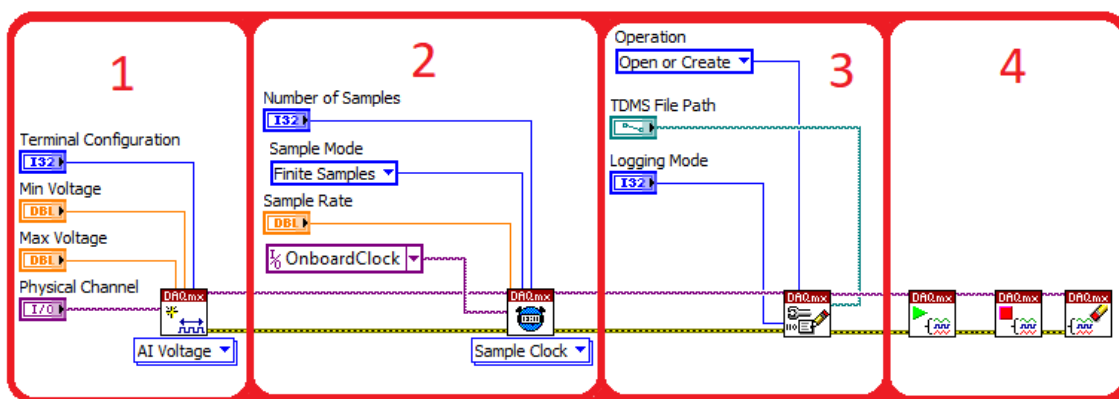 1
Terminal Configuration
I32
Min Voltage
DBL
Max Voltage
DBL
Physical Channel
I/O
DAQmx
AI Voltage
2
Number of Samples
I32
Sample Mode
Finite Samples
Sample Rate
DBL
I/O OnboardClock
DAQmx
Sample Clock
3
Operation
Open or Create
TDMS File Path
Logging Mode
I32
DAQmx
4
DAQmx
DAQmx
DAQmx